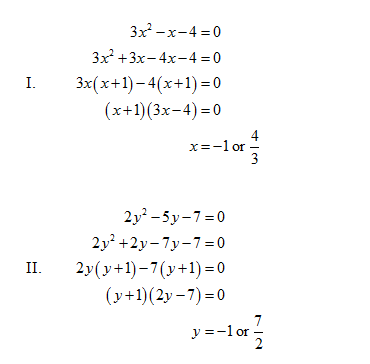 3x² – x – 4 = 0
3x² + 3x – 4x – 4 = 0
I. 3x(x+1) – 4(x+1) = 0
(x+1)(3x–4) = 0
x = –1 or 4/3
2y² – 5y – 7 = 0
2y² + 2y – 7y – 7 = 0
II. 2y(y+1) – 7(y+1) = 0
(y+1)(2y–7) = 0
y = –1 or 7/2